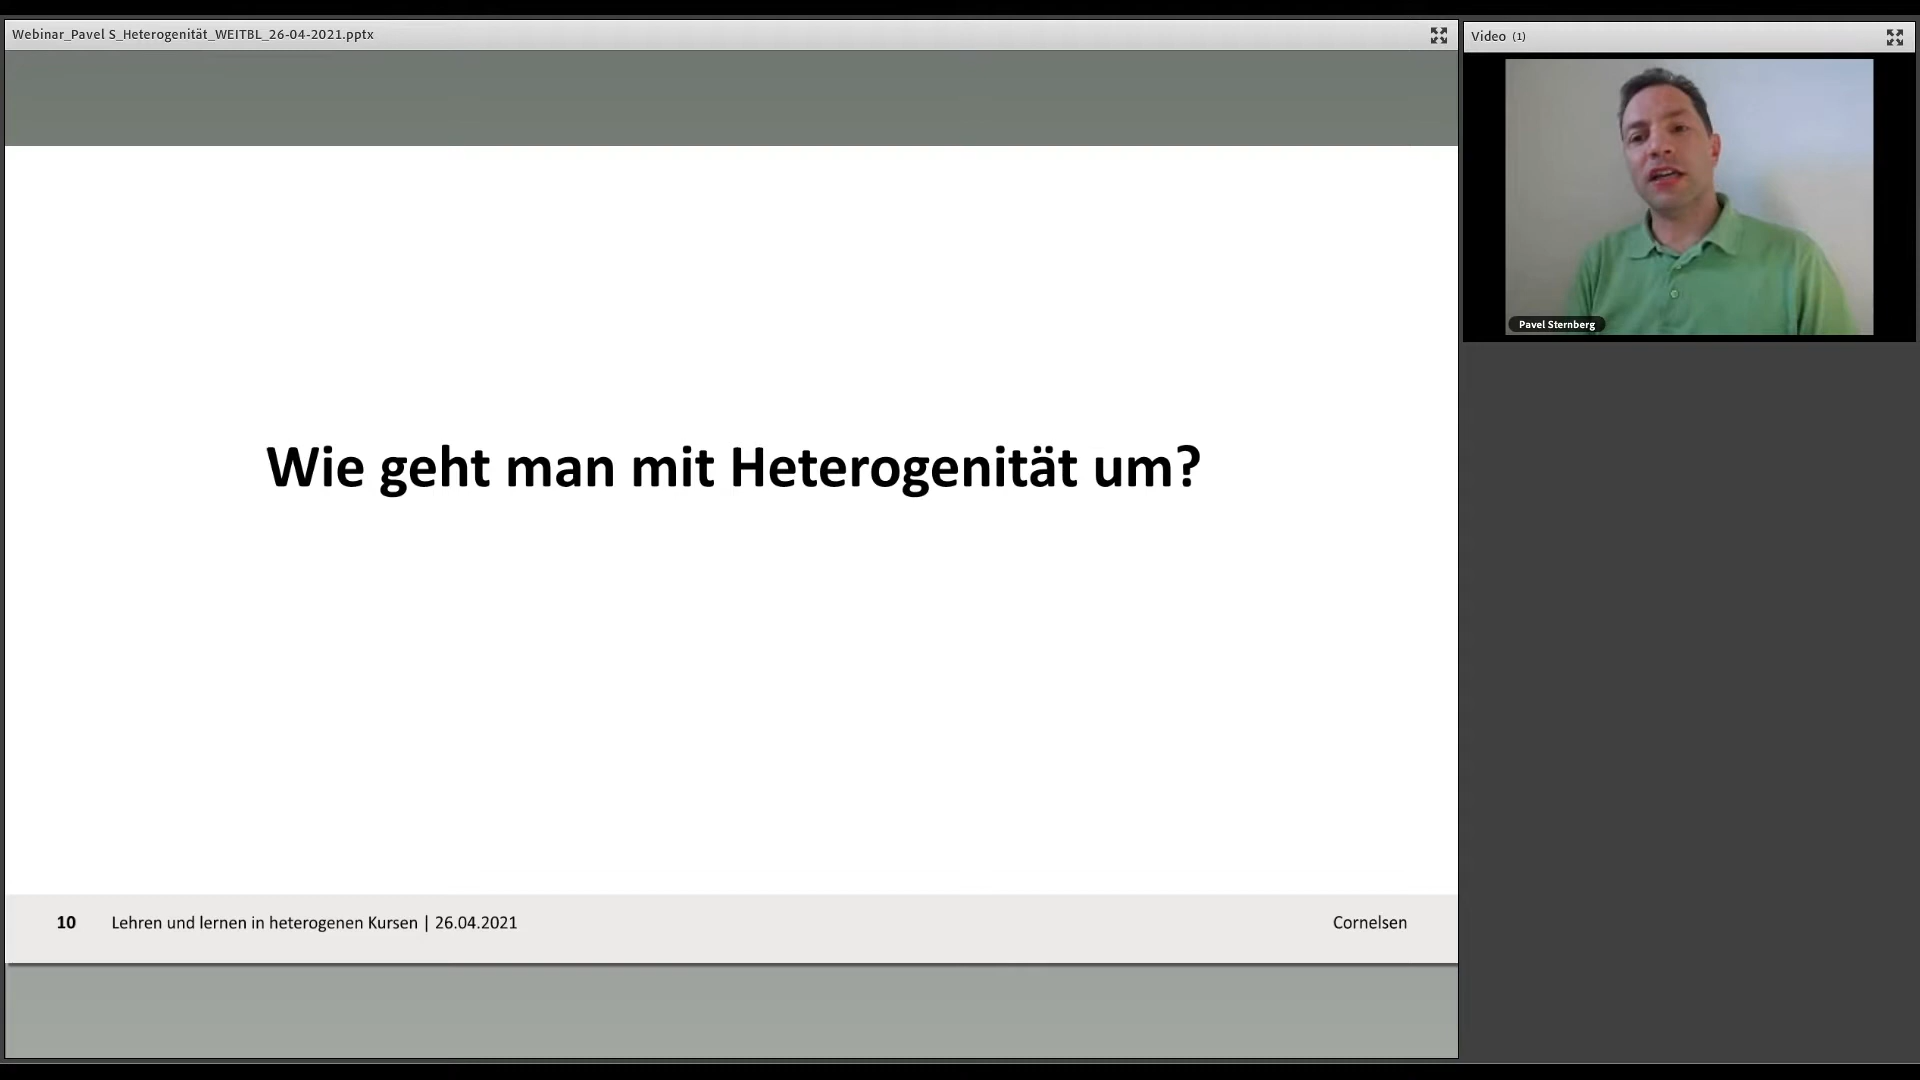 Webinar_Pavel S_Heterogenität_WEITBL_26-04-2021.pptx
Video (1)
Pavel Sternberg
Wie geht man mit Heterogenität um?
10 Lehren und lernen in heterogenen Kursen | 26.04.2021 Cornelsen